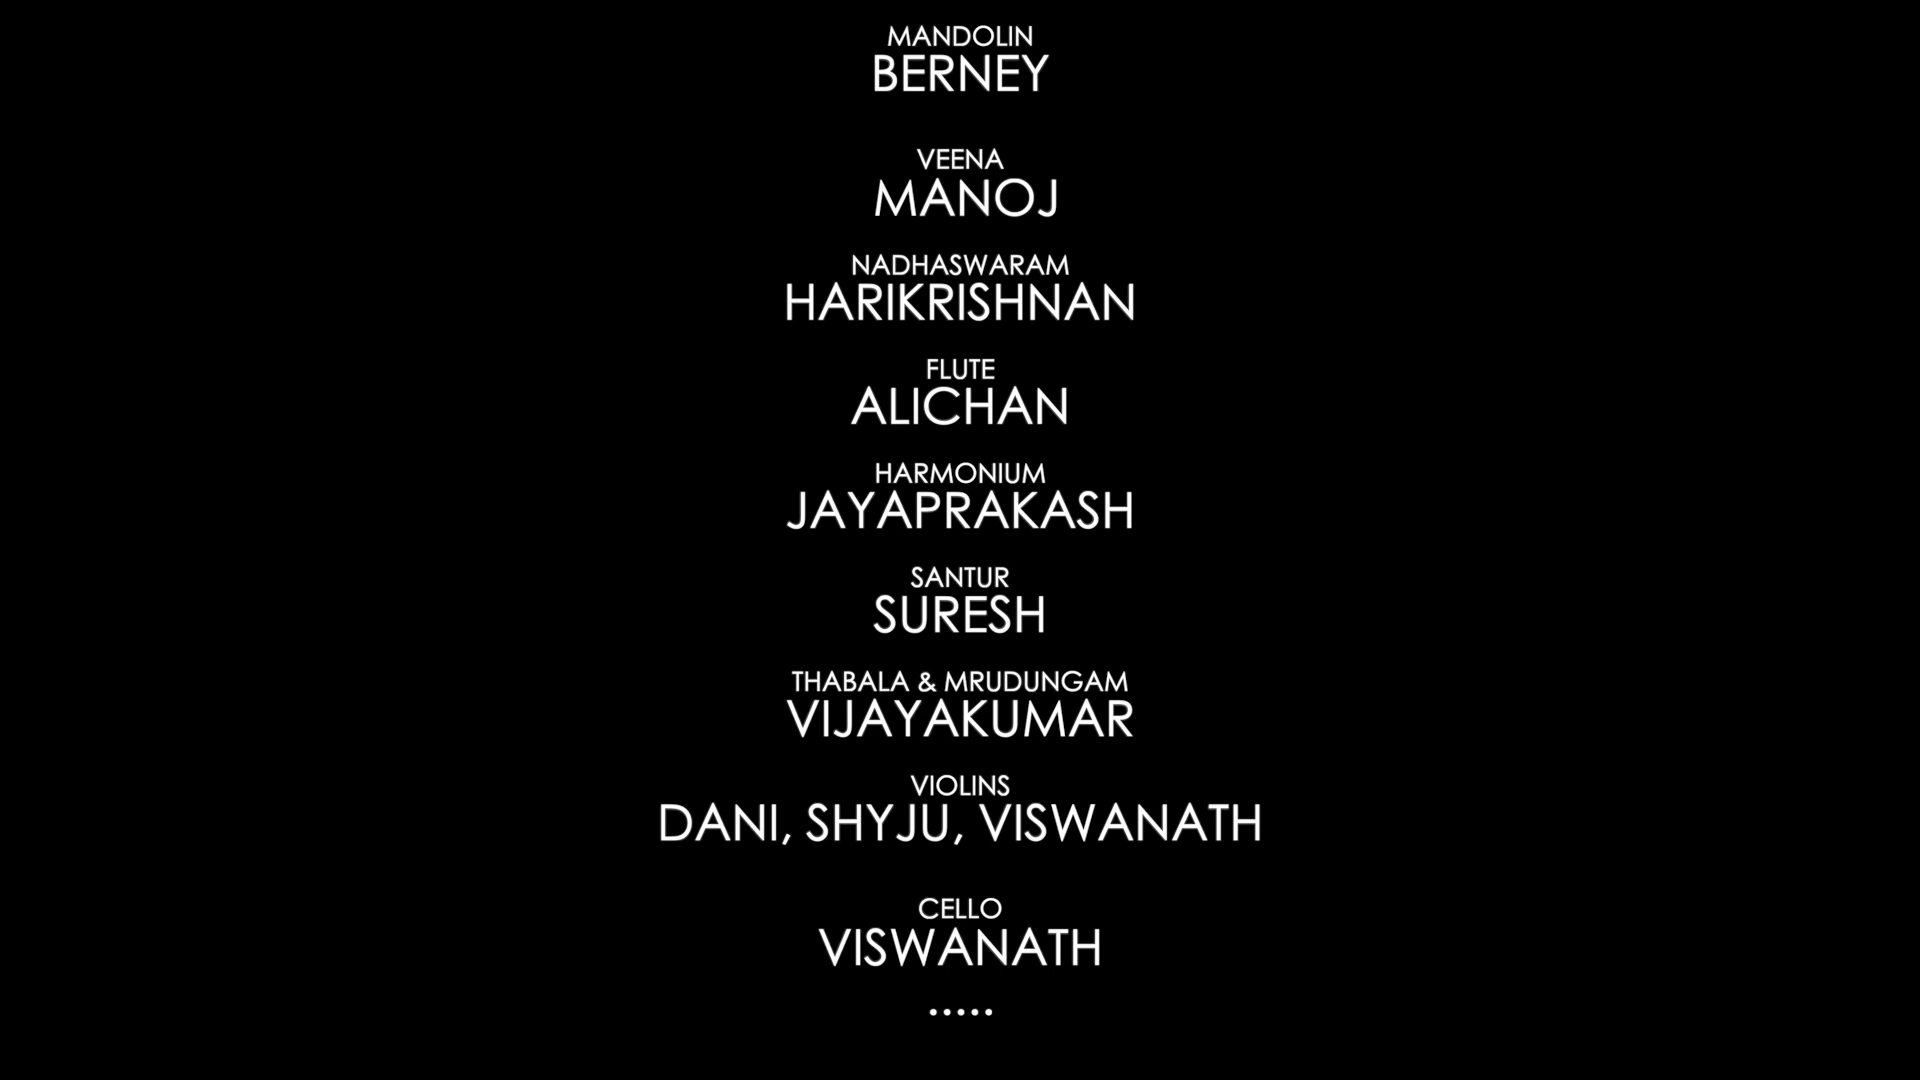 MANDOLIN
BERNEY
VEENA
MANOJ
NADHASWARAM
HARIKRISHNAN
FLUTE
ALICHAN
HARMONIUM
JAYAPRAKASH
SANTUR
SURESH
THABALA & MRUDUNGAM
VIJAYAKUMAR
VIOLINS
DANI, SHYJU, VISWANATH
CELLO
VISWANATH
.....